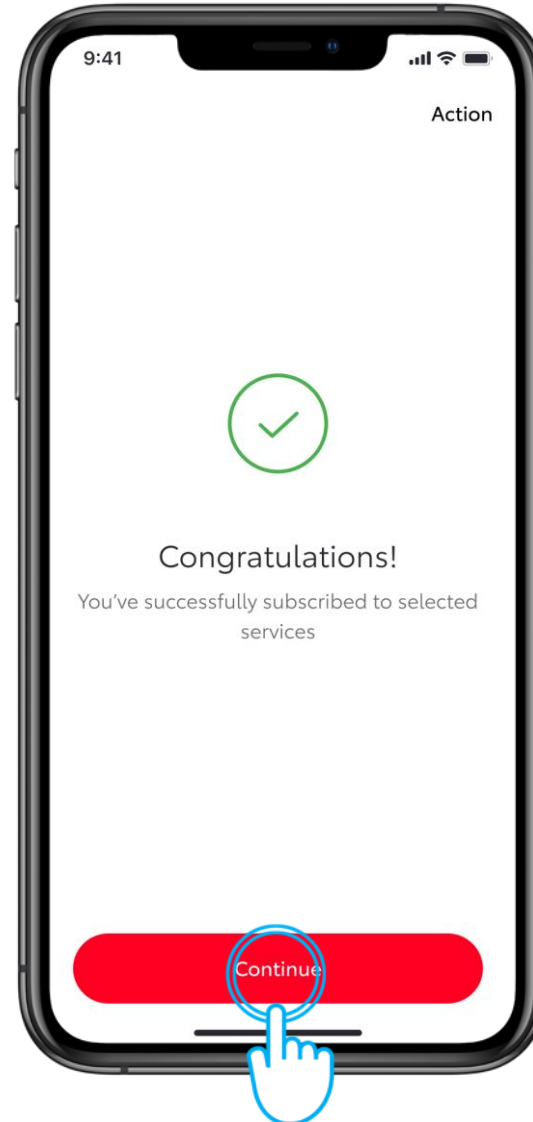 9:41
Action
Congratulations!
You've successfully subscribed to selected
services
Continue